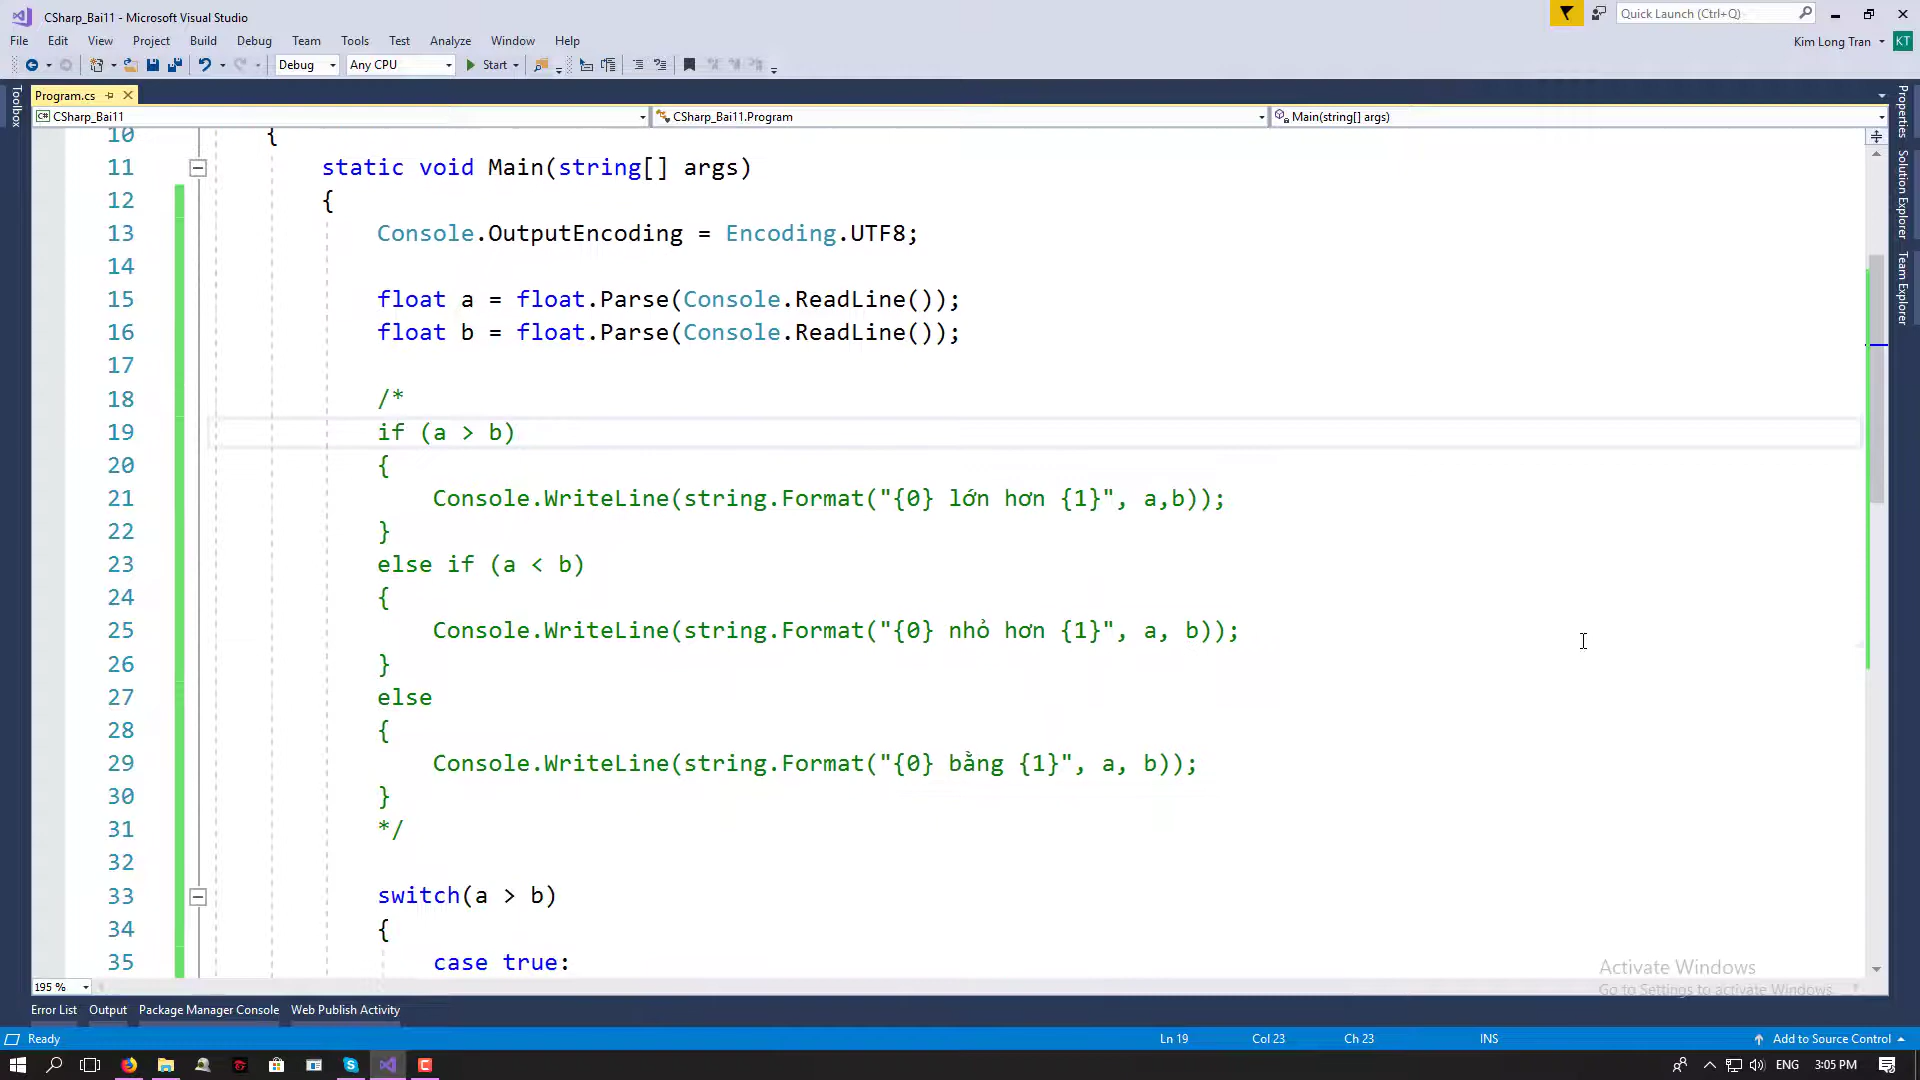 CSharp_Bai11 - Microsoft Visual Studio
Quick Launch (Ctrl+Q)
File Edit View Project Build Debug Team Tools Test Analyze Window Help
Kim Long Tran KT
Debug Any CPU Start
Toolbox
Program.cs
CSharp_Bai11 CSharp_Bai11.Program Main(string[] args)
Properties
Solution Explorer
Team Explorer
10 {
11 static void Main(string[] args)
12 {
13 Console.OutputEncoding = Encoding.UTF8;
14
15 float a = float.Parse(Console.ReadLine());
16 float b = float.Parse(Console.ReadLine());
17
18 /*
19 if (a > b)
20 {
21 Console.WriteLine(string.Format("{0} lớn hơn {1}", a,b));
22 }
23 else if (a < b)
24 {
25 Console.WriteLine(string.Format("{0} nhỏ hơn {1}", a, b));
26 }
27 else
28 {
29 Console.WriteLine(string.Format("{0} bằng {1}", a, b));
30 }
31 */
32
33 switch(a > b)
34 {
35 case true:
Activate Windows
Go to Settings to activate Windows.
195 %
Error List Output Package Manager Console Web Publish Activity
Ready Ln 19 Col 23 Ch 23 INS Add to Source Control
ENG 3:05 PM